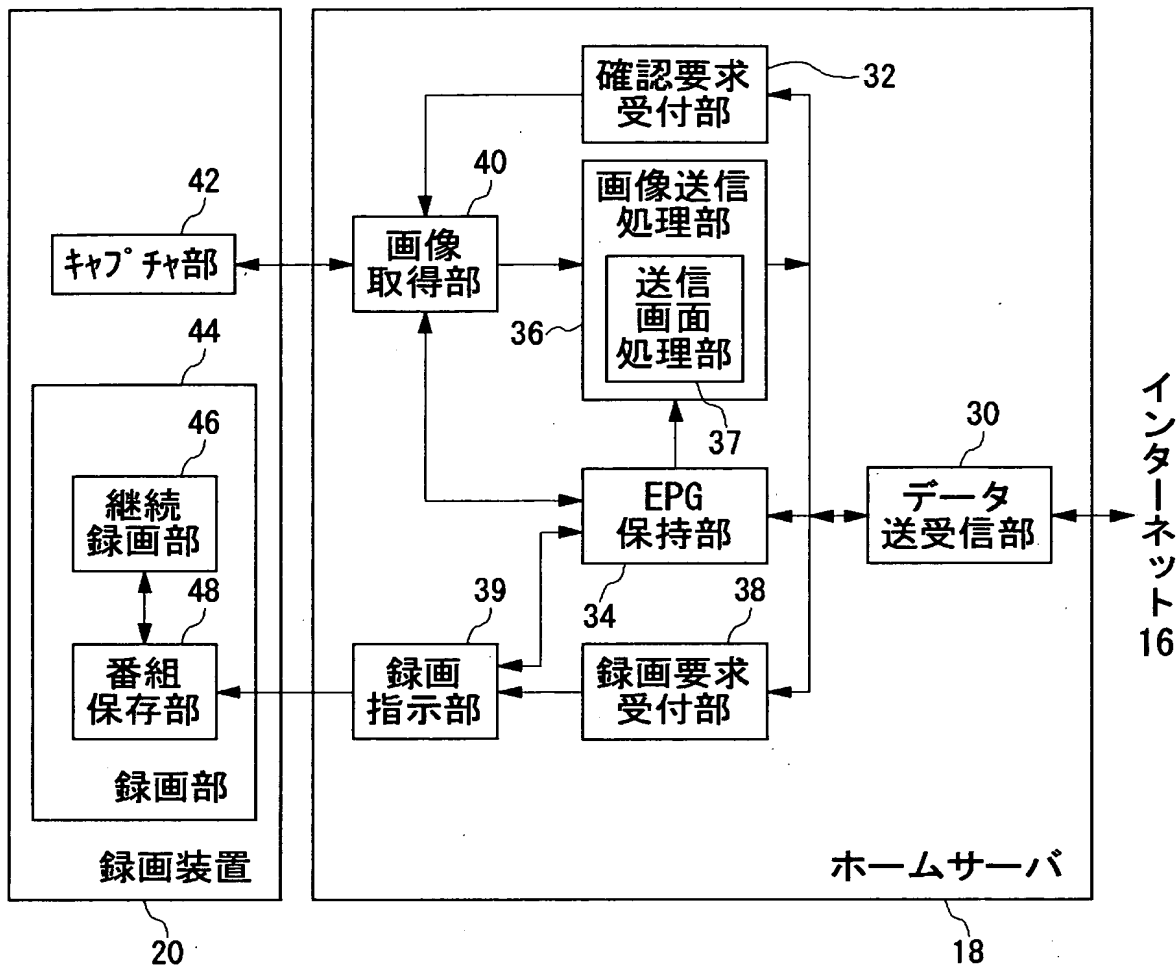 確認要求
受付部
32
42
40
画像送信
処理部
キャプチャ部
画像
取得部
送信
画面
処理部
36
37
44
46
継続
録画部
EPG
保持部
34
30
データ
送受信部
インターネット
16
48
番組
保存部
39
録画
指示部
38
録画要求
受付部
録画部
録画装置
ホームサーバ
20
18